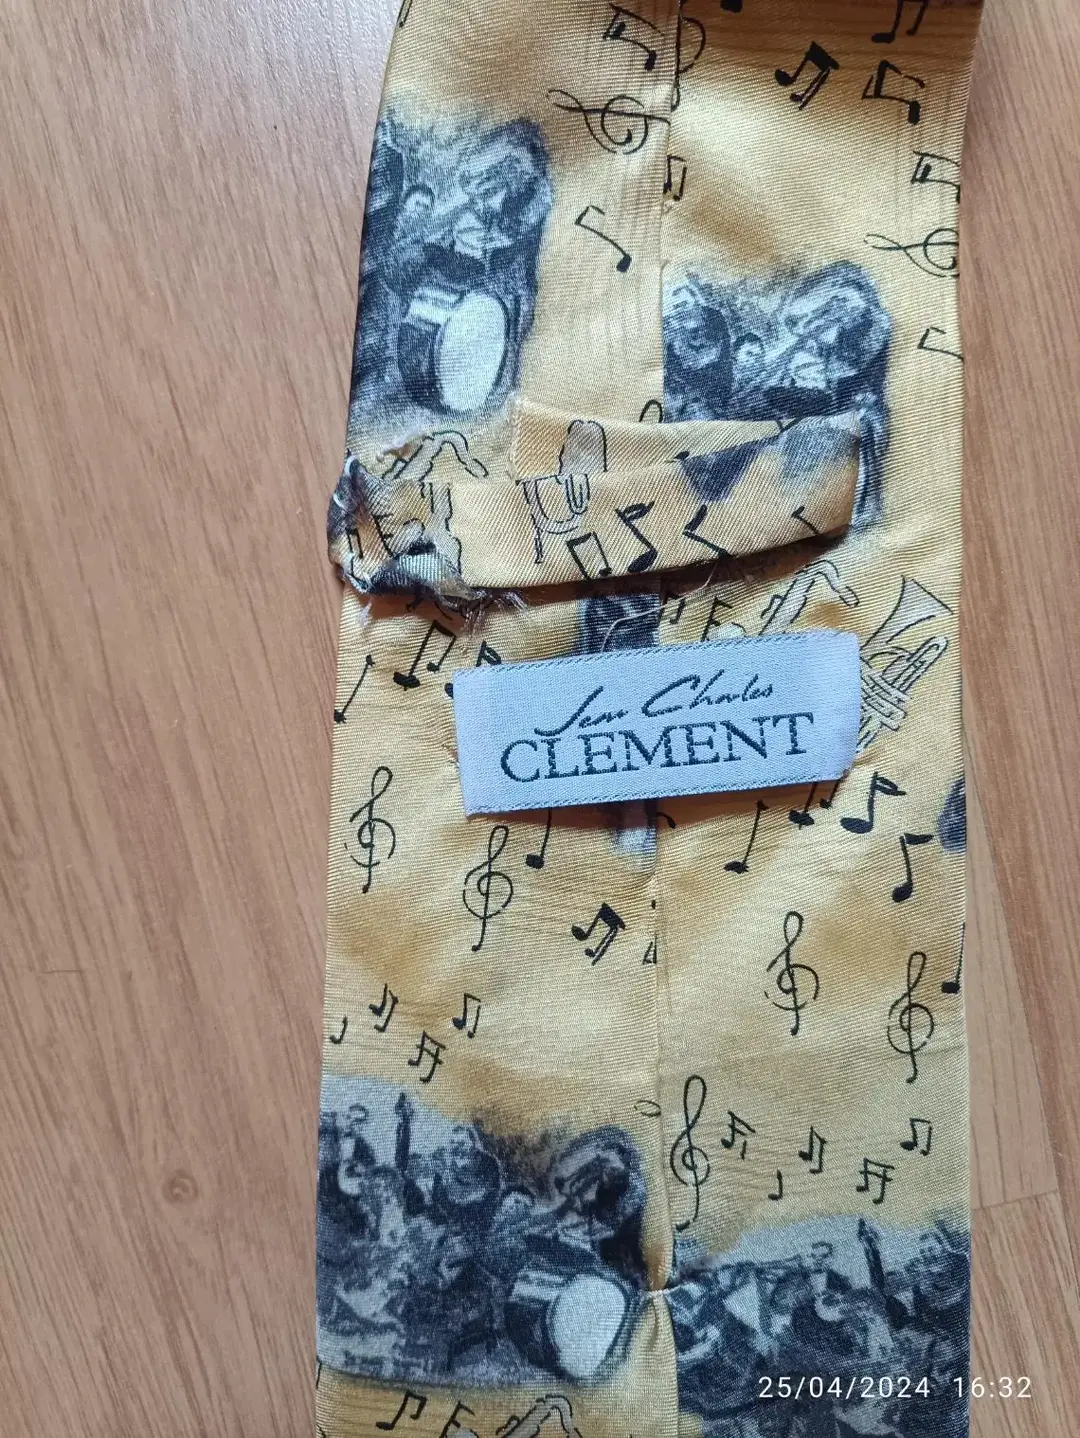 Jean Charles
CLEMENT
25/04/2024 16:32